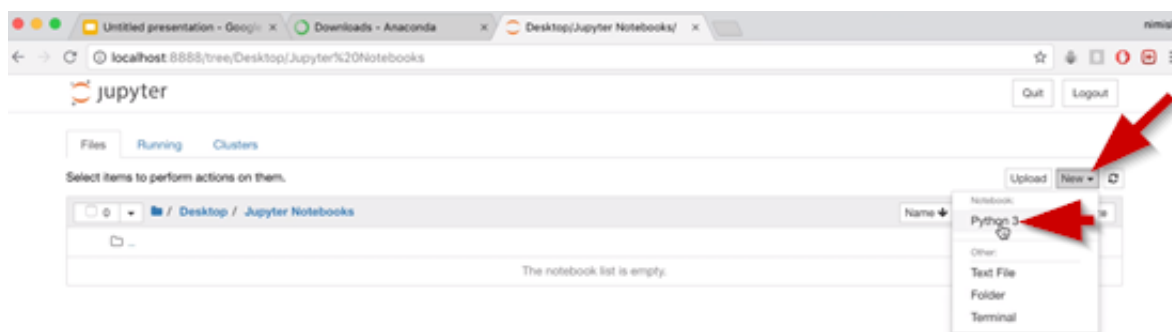 Untitled presentation - Googl Downloads - Anaconda Desktop/Jupyter Notebooks/
localhost:8888/tree/Desktop/Jupyter%20Notebooks
jupyter Quit Logout
Files Running Clusters
Select items to perform actions on them. Upload New
0 / Desktop / Jupyter Notebooks Name
Notebook:
Python 3
..
Other:
The notebook list is empty. Text File
Folder
Terminal